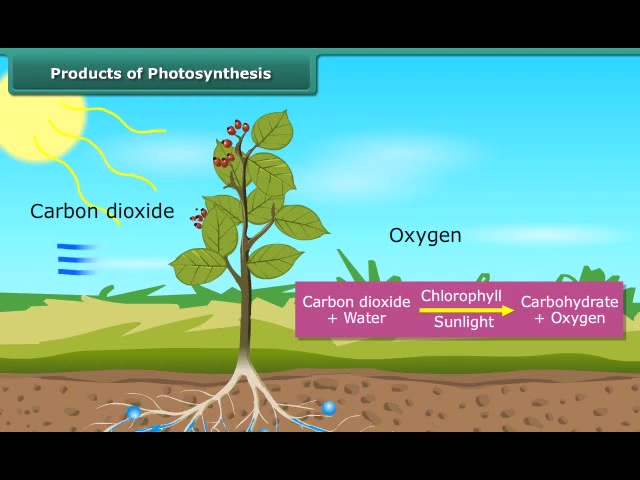 Products of Photosynthesis
Carbon dioxide
Oxygen
Carbon dioxide
+ Water
Chlorophyll
Sunlight
Carbohydrate
+ Oxygen